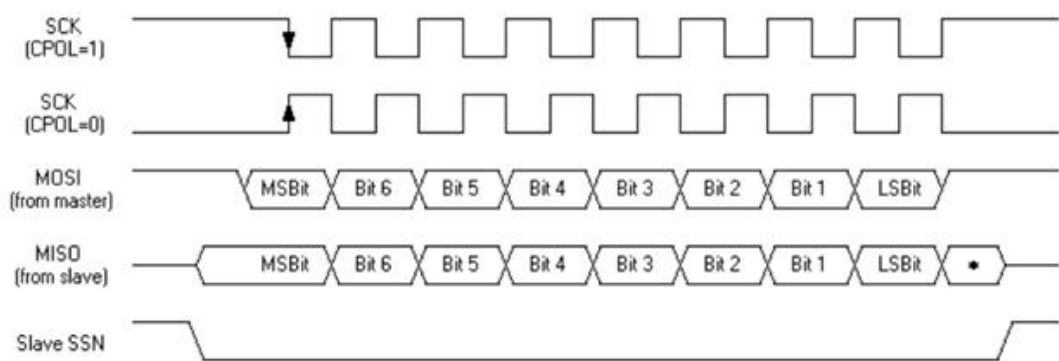 SCK
(CPOL=1)
SCK
(CPOL=0)
MOSI
(from master)
MSBit Bit 6 Bit 5 Bit 4 Bit 3 Bit 2 Bit 1 LSBit
MISO
(from slave)
MSBit Bit 6 Bit 5 Bit 4 Bit 3 Bit 2 Bit 1 LSBit *
Slave SSN